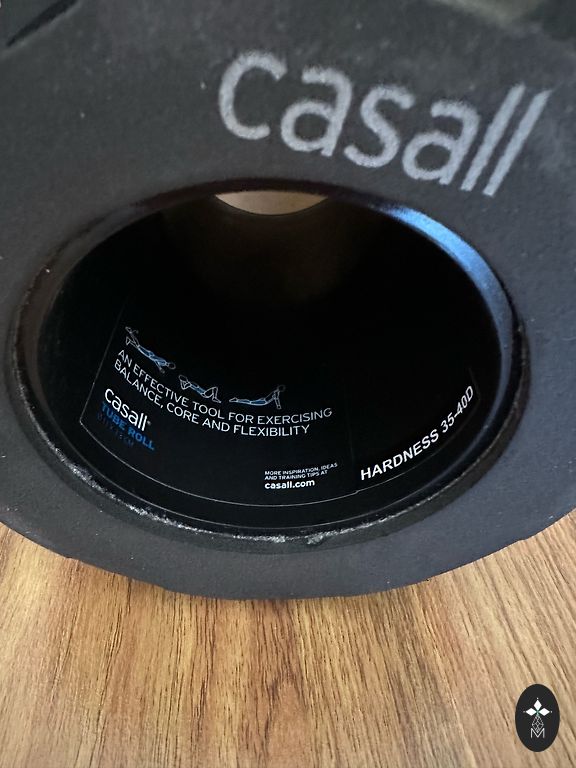 casall
AN EFFECTIVE TOOL FOR EXERCISING
BALANCE, CORE AND FLEXIBILITY
casall®
TUBE ROLL
MORE INSPIRATION, IDEAS
AND TRAINING TIPS AT
casall.com
HARDNESS 35-40D
M